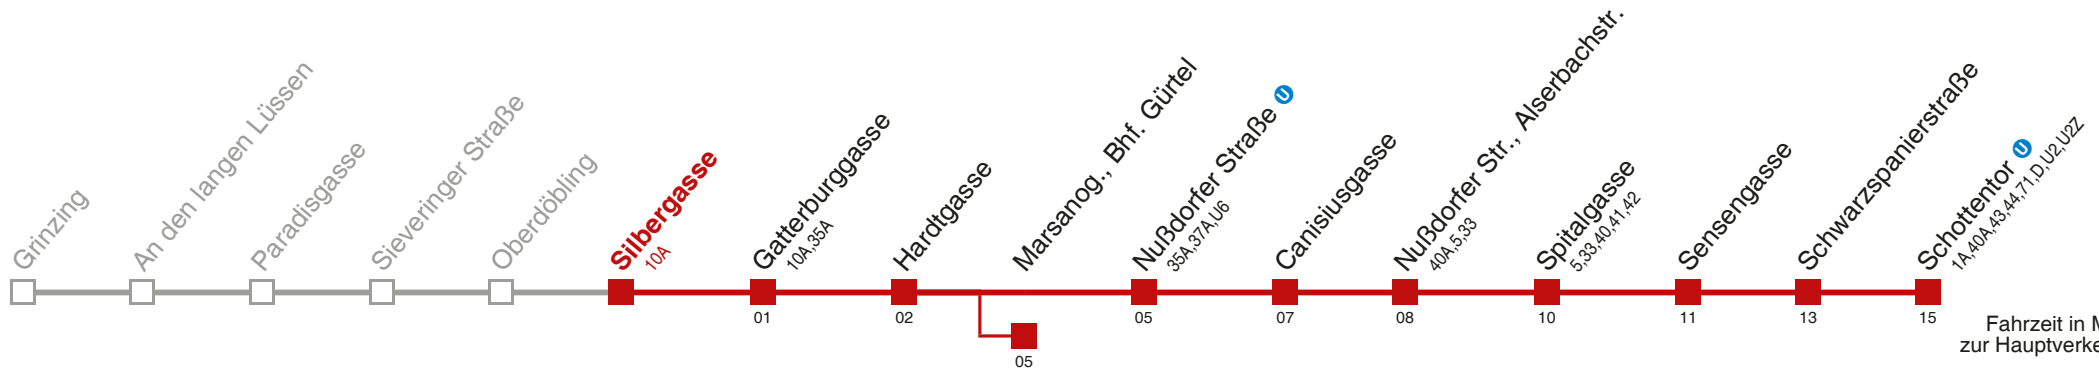 Grinzing
An den langen Lüssen
Paradisgasse
Sieveringer Straße
Oberdöbling
Silbergasse
10A
Gatterburggasse
10A,35A
Hardtgasse
Marsanog., Bhf. Gürtel
Nußdorfer Straße U
35A,37A,U6
Canisiusgasse
Nußdorfer Str., Alserbachstr.
40A,5,33
Spitalgasse
5,33,40,41,42
Sensengasse
Schwarzspanierstraße
Schottentor U
1A,40A,43,44,71,D,U2,U2Z
01
02
05
07
08
10
11
13
15
05
Fahrzeit in M
zur Hauptverke